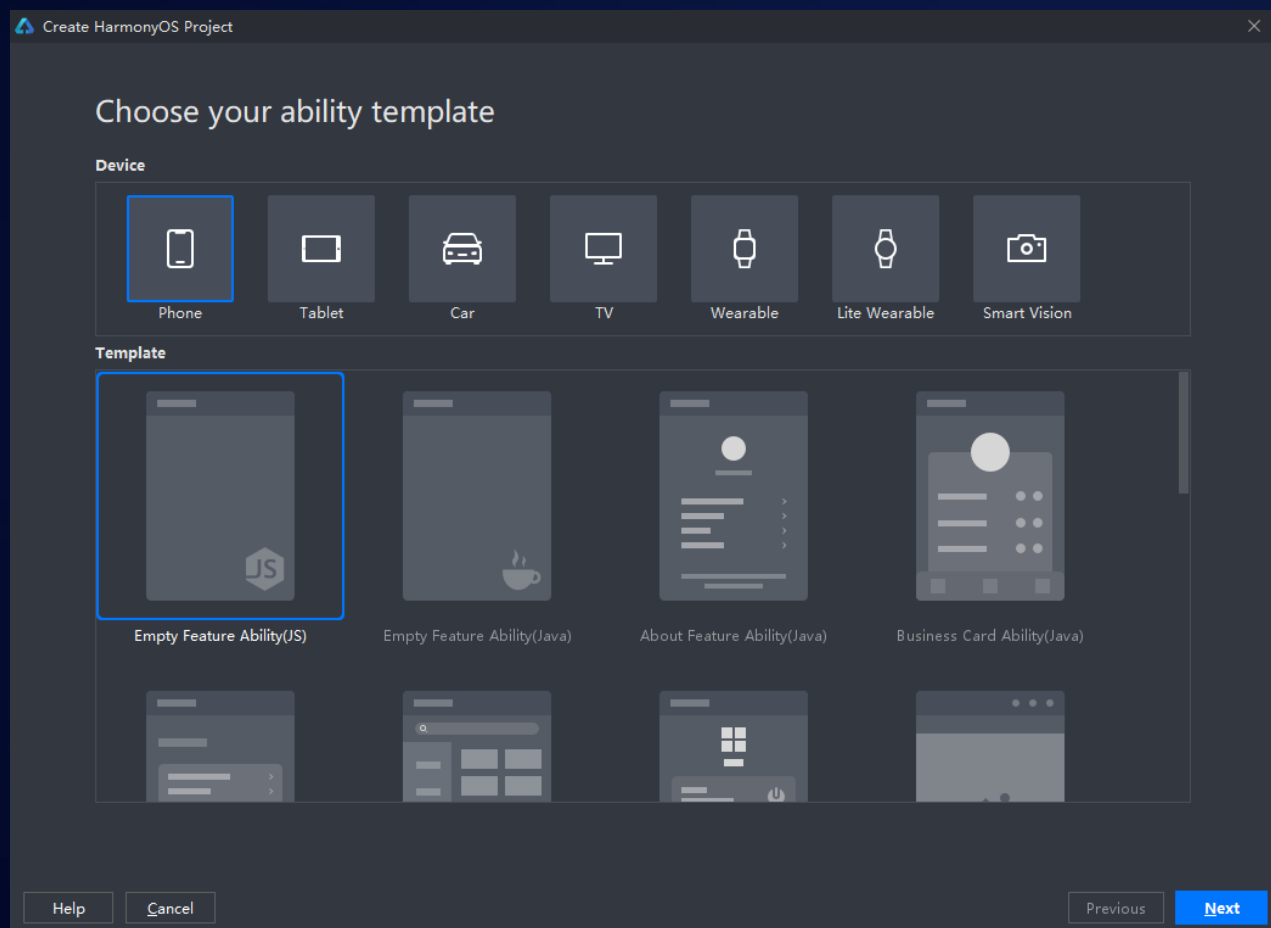 Create HarmonyOS Project
Choose your ability template
Device
Phone Tablet Car TV Wearable Lite Wearable Smart Vision
Template
JS
Empty Feature Ability(JS) Empty Feature Ability(Java) About Feature Ability(Java) Business Card Ability(Java)
Help Cancel Previous Next